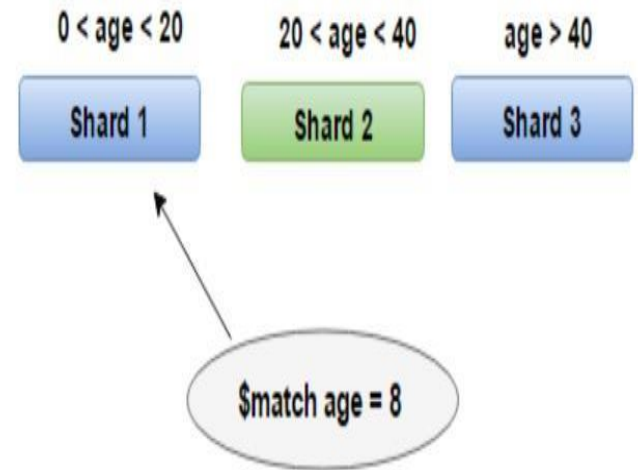 0 < age < 20
20 < age < 40
age > 40
Shard 1
Shard 2
Shard 3
$match age = 8